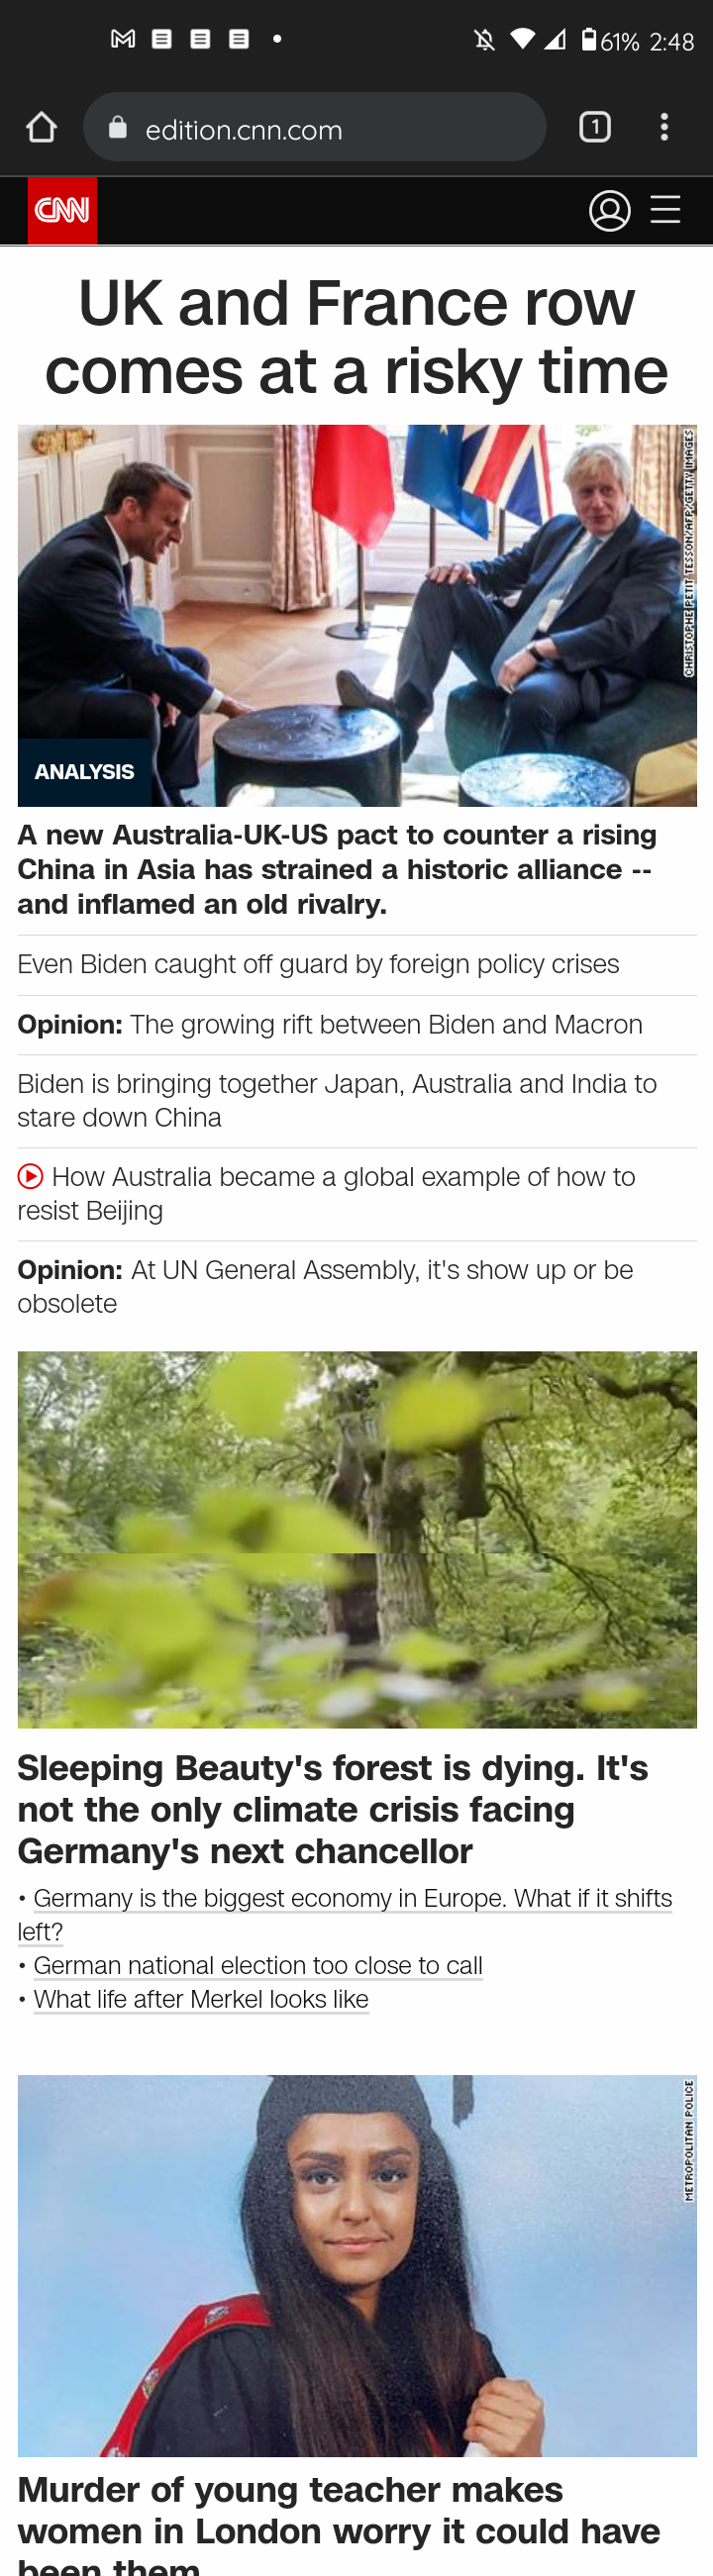 61% 2:48
edition.cnn.com
1
CNN
UK and France row
comes at a risky time
CHRISTOPHE PETIT TESSON/AFP/GETTY IMAGES
ANALYSIS
A new Australia-UK-US pact to counter a rising
China in Asia has strained a historic alliance --
and inflamed an old rivalry.
Even Biden caught off guard by foreign policy crises
Opinion: The growing rift between Biden and Macron
Biden is bringing together Japan, Australia and India to
stare down China
How Australia became a global example of how to
resist Beijing
Opinion: At UN General Assembly, it's show up or be
obsolete
Sleeping Beauty's forest is dying. It's
not the only climate crisis facing
Germany's next chancellor
• Germany is the biggest economy in Europe. What if it shifts
left?
• German national election too close to call
• What life after Merkel looks like
METROPOLITAN POLICE
Murder of young teacher makes
women in London worry it could have
been them